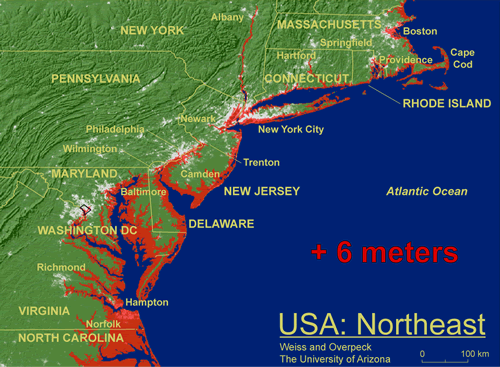 Albany
NEW YORK
MASSACHUSETTS
Boston
Springfield
Hartford
Providence
Cape
Cod
PENNSYLVANIA
CONNECTICUT
RHODE ISLAND
Newark
Philadelphia
New York City
Wilmington
Trenton
MARYLAND
Camden
Baltimore
NEW JERSEY
Atlantic Ocean
DELAWARE
WASHINGTON DC
+ 6 meters
Richmond
Hampton
VIRGINIA
Norfolk
NORTH CAROLINA
USA: Northeast
Weiss and Overpeck
The University of Arizona
0 100 km